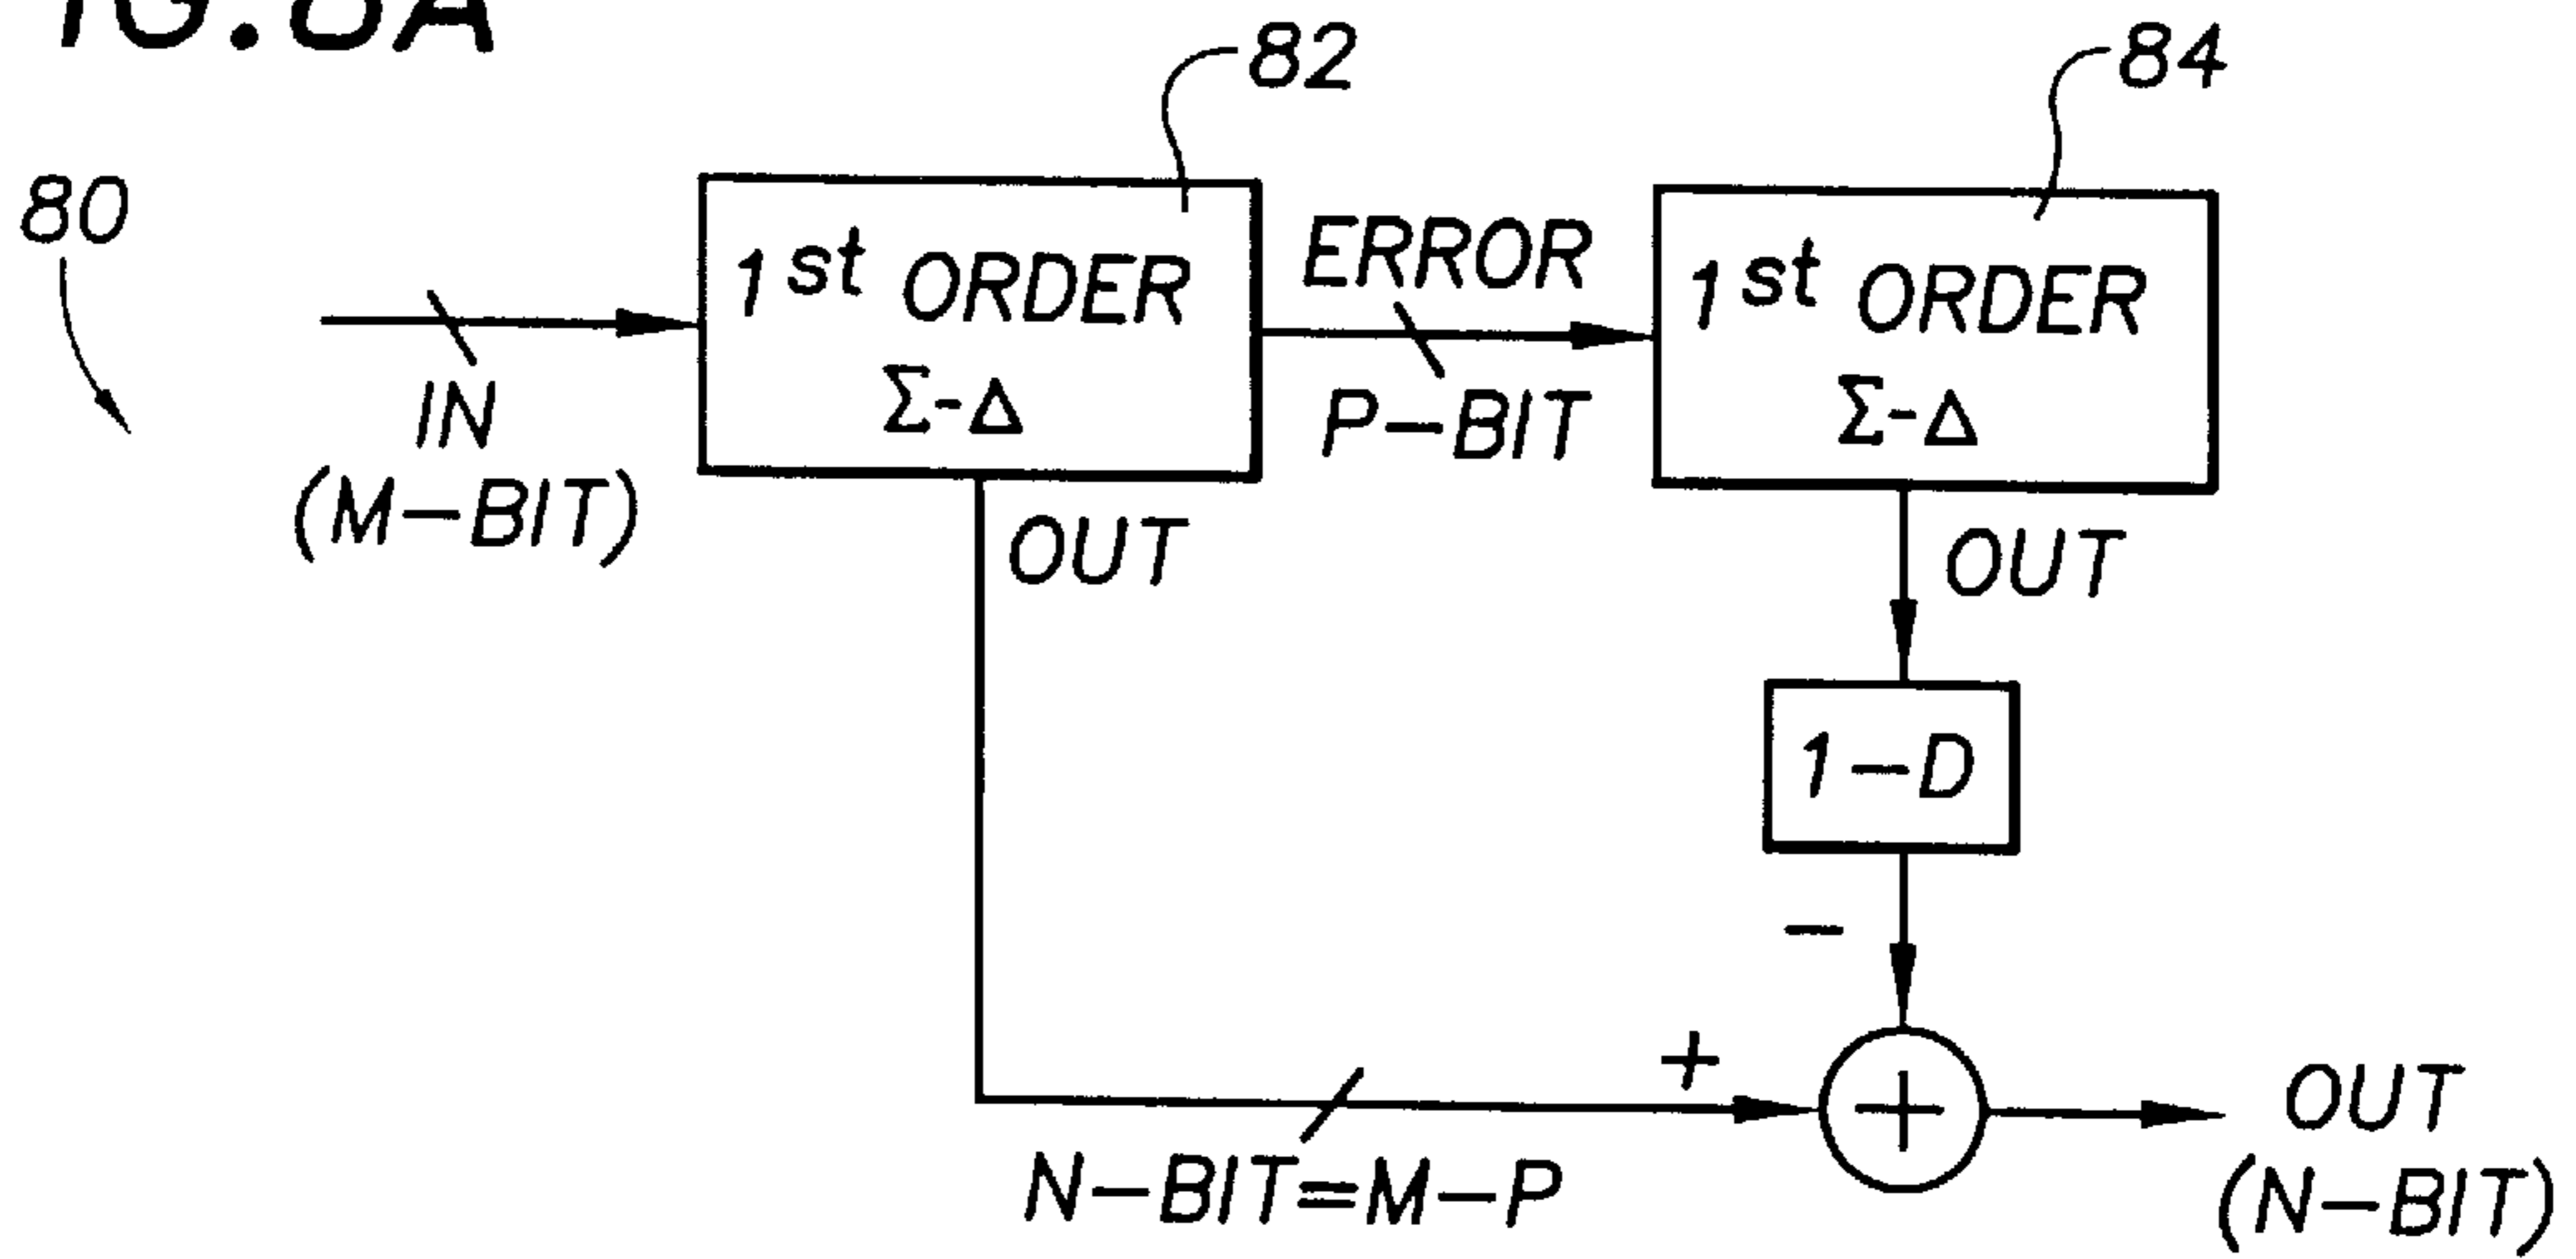 IG. 8A
82
84
80
1st ORDER
Σ-Δ
ERROR
P-BIT
1st ORDER
Σ-Δ
IN
(M-BIT)
OUT
OUT
1-D
-
+
+
N-BIT=M-P
OUT
(N-BIT)